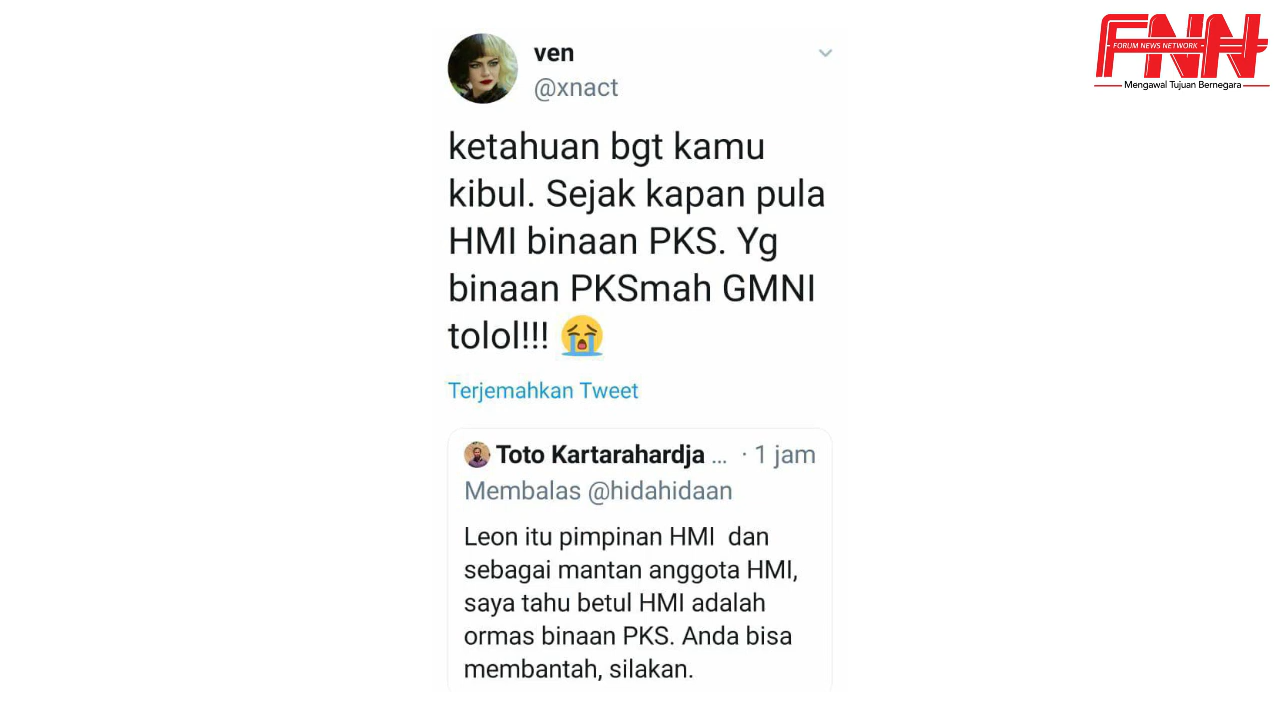 FNN
FORUM NEWS NETWORK
Mengawal Tujuan Bernegara
ven
@xnact
ketahuan bgt kamu
kibul. Sejak kapan pula
HMI binaan PKS. Yg
binaan PKSmah GMNI
tolol!!! 😭
Terjemahkan Tweet
Toto Kartarahardja ... · 1 jam
Membalas @hidahidaan
Leon itu pimpinan HMI dan
sebagai mantan anggota HMI,
saya tahu betul HMI adalah
ormas binaan PKS. Anda bisa
membantah, silakan.